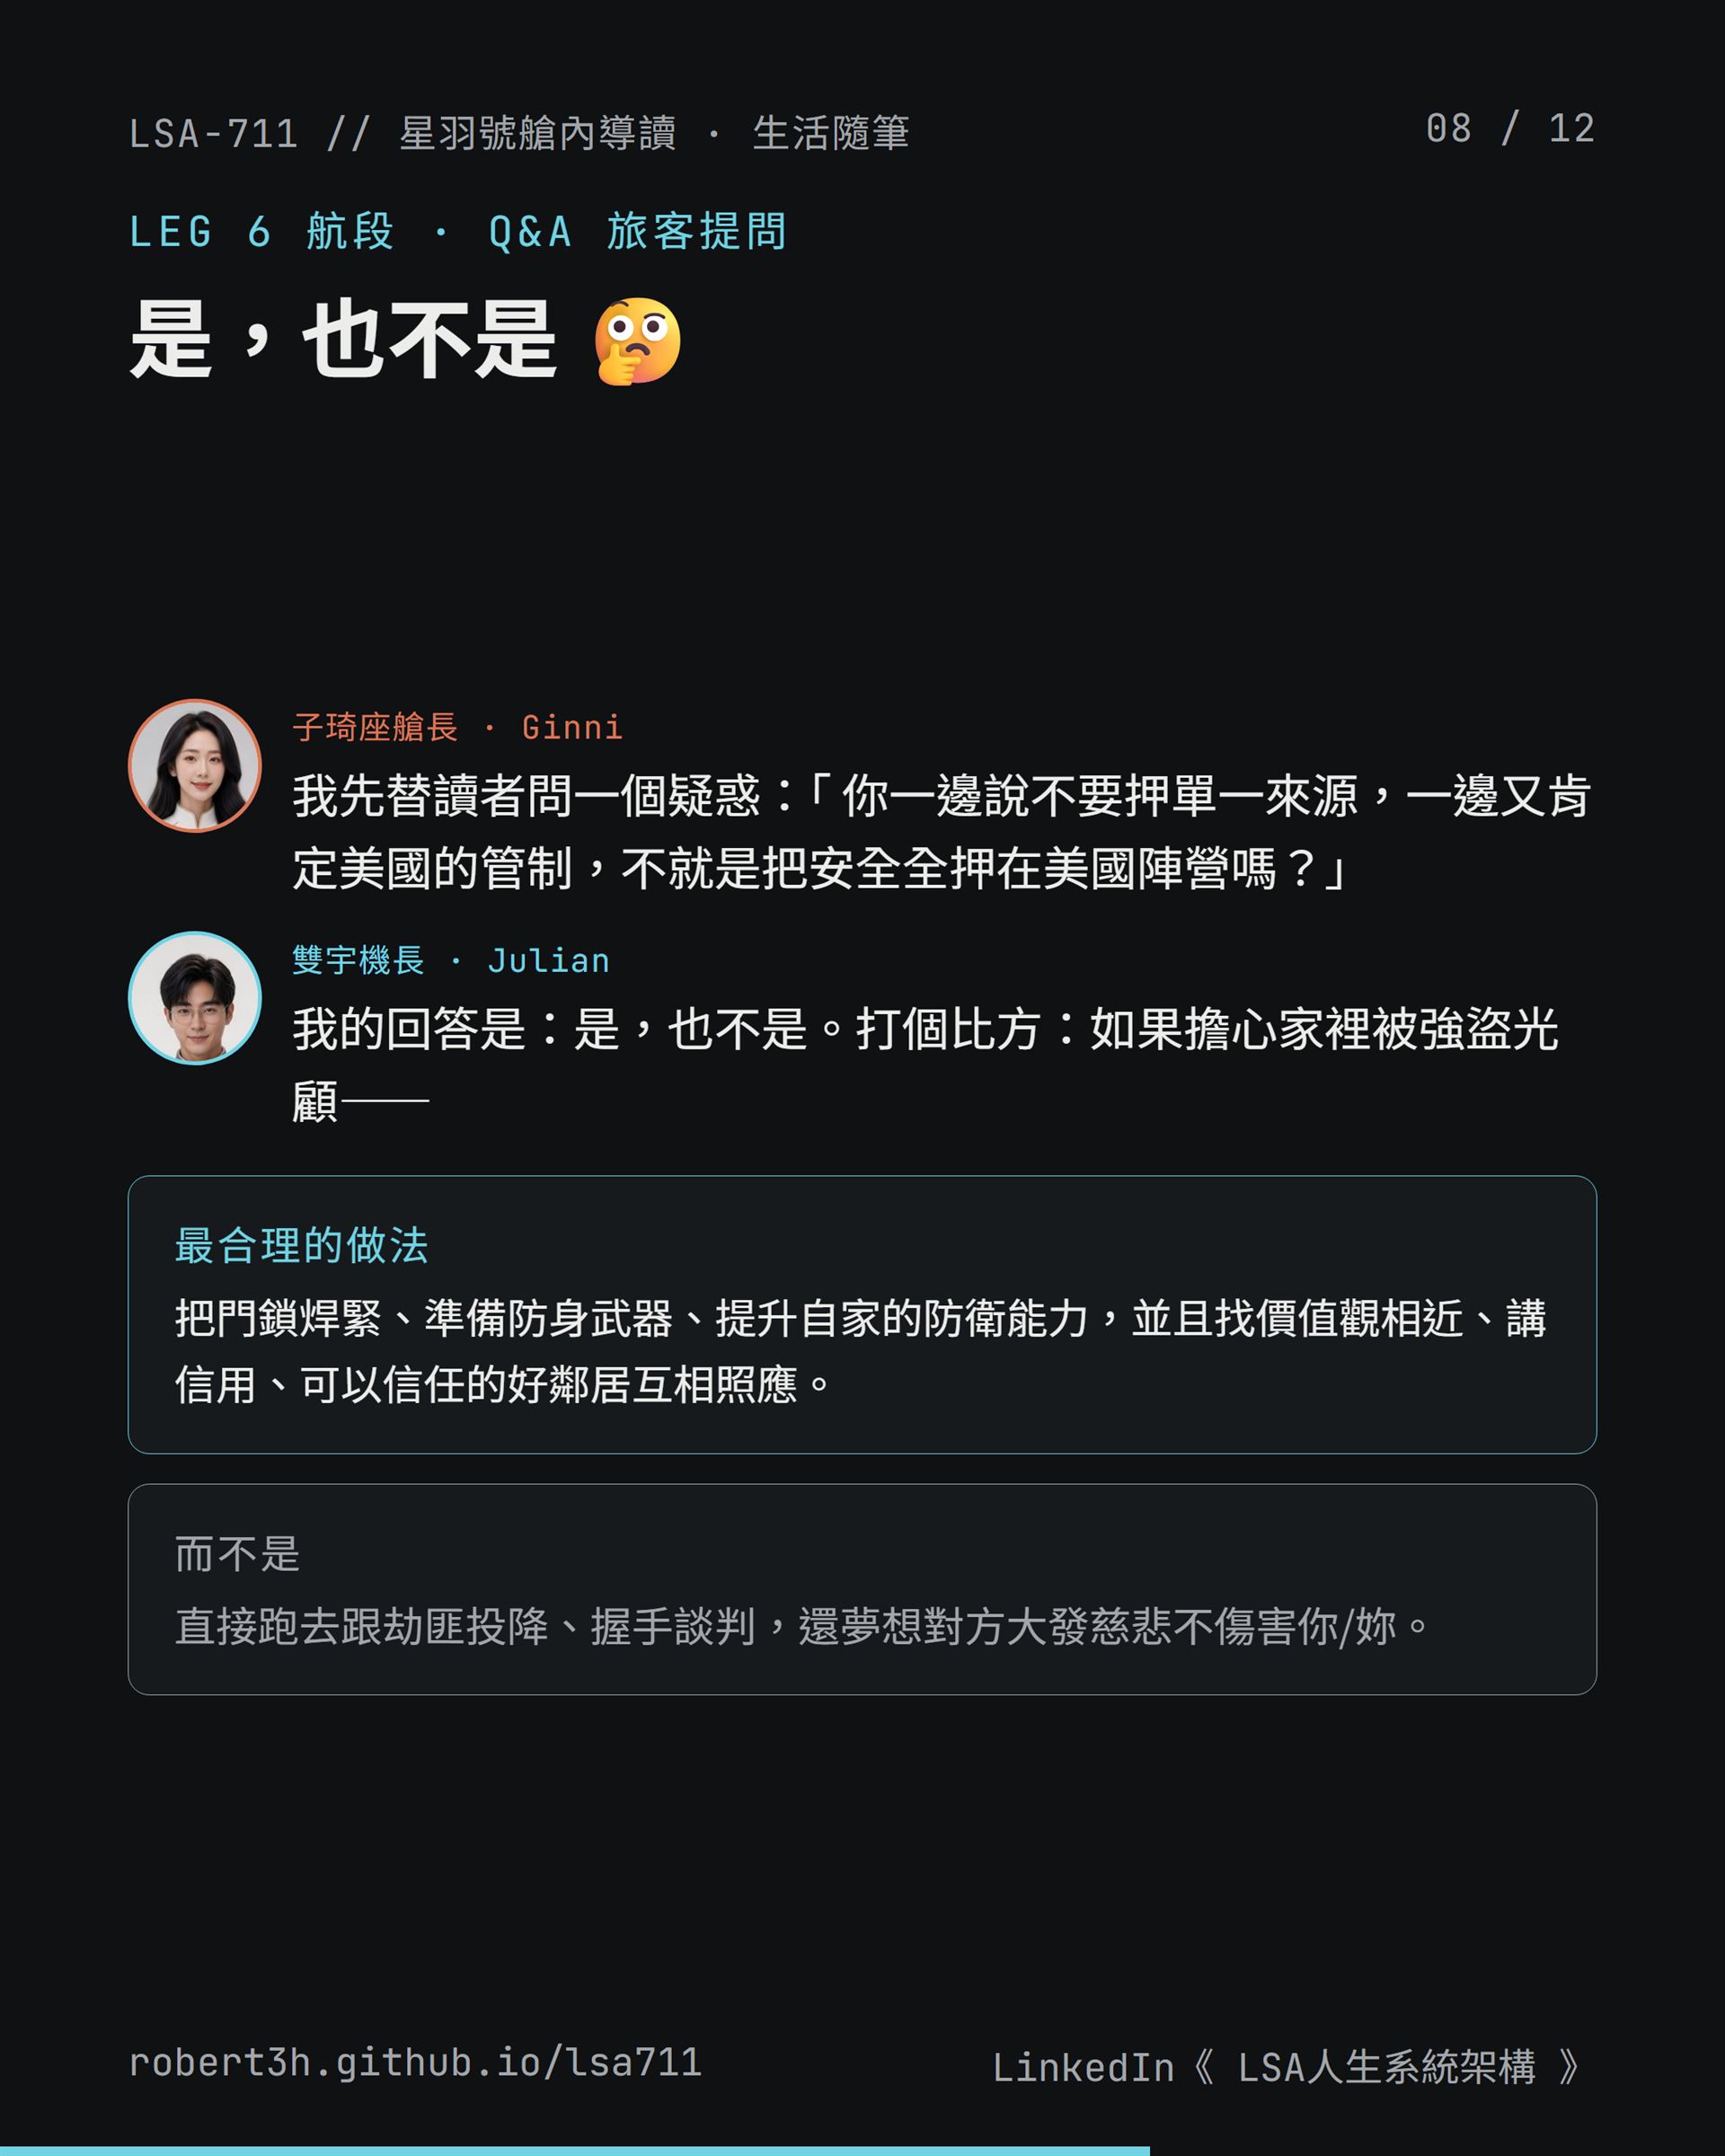 LSA-711 // 星羽號艙內導讀 · 生活隨筆
08 / 12
LEG 6 航段 · Q&A 旅客提問
是，也不是 🤔
子琦座艙長 · Ginni
我先替讀者問一個疑惑：「你一邊說不要押單一來源，一邊又肯
定美國的管制，不就是把安全全押在美國陣營嗎？」
雙宇機長 · Julian
我的回答是：是，也不是。打個比方：如果擔心家裡被強盜光
顧——
最合理的做法
把門鎖焊緊、準備防身武器、提升自家的防衛能力，並且找價值觀相近、講
信用、可以信任的好鄰居互相照應。
而不是
直接跑去跟劫匪投降、握手談判，還夢想對方大發慈悲不傷害你/妳。
robert3h.github.io/lsa711
LinkedIn《 LSA人生系統架構 》